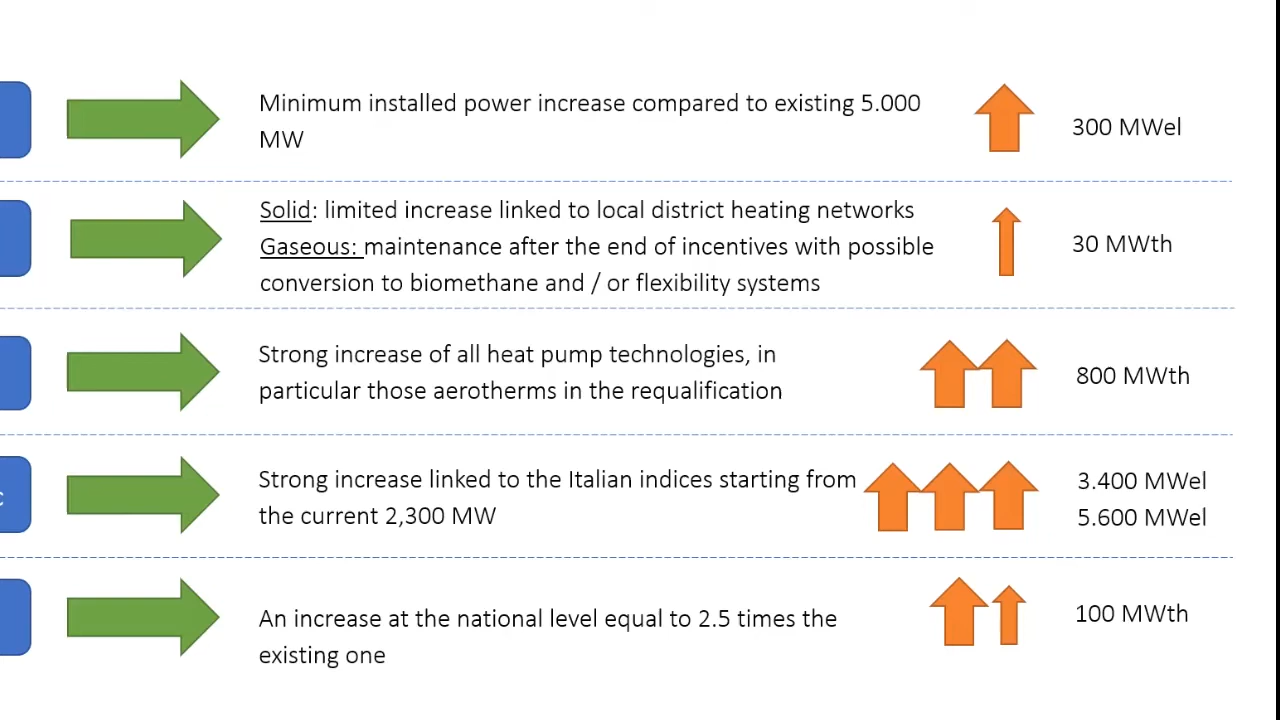 Minimum installed power increase compared to existing 5.000
MW
300 MWel
Solid: limited increase linked to local district heating networks
Gaseous: maintenance after the end of incentives with possible
conversion to biomethane and / or flexibility systems
30 MWth
Strong increase of all heat pump technologies, in
particular those aerotherms in the requalification
800 MWth
c
Strong increase linked to the Italian indices starting from
the current 2,300 MW
3.400 MWel
5.600 MWel
An increase at the national level equal to 2.5 times the
existing one
100 MWth